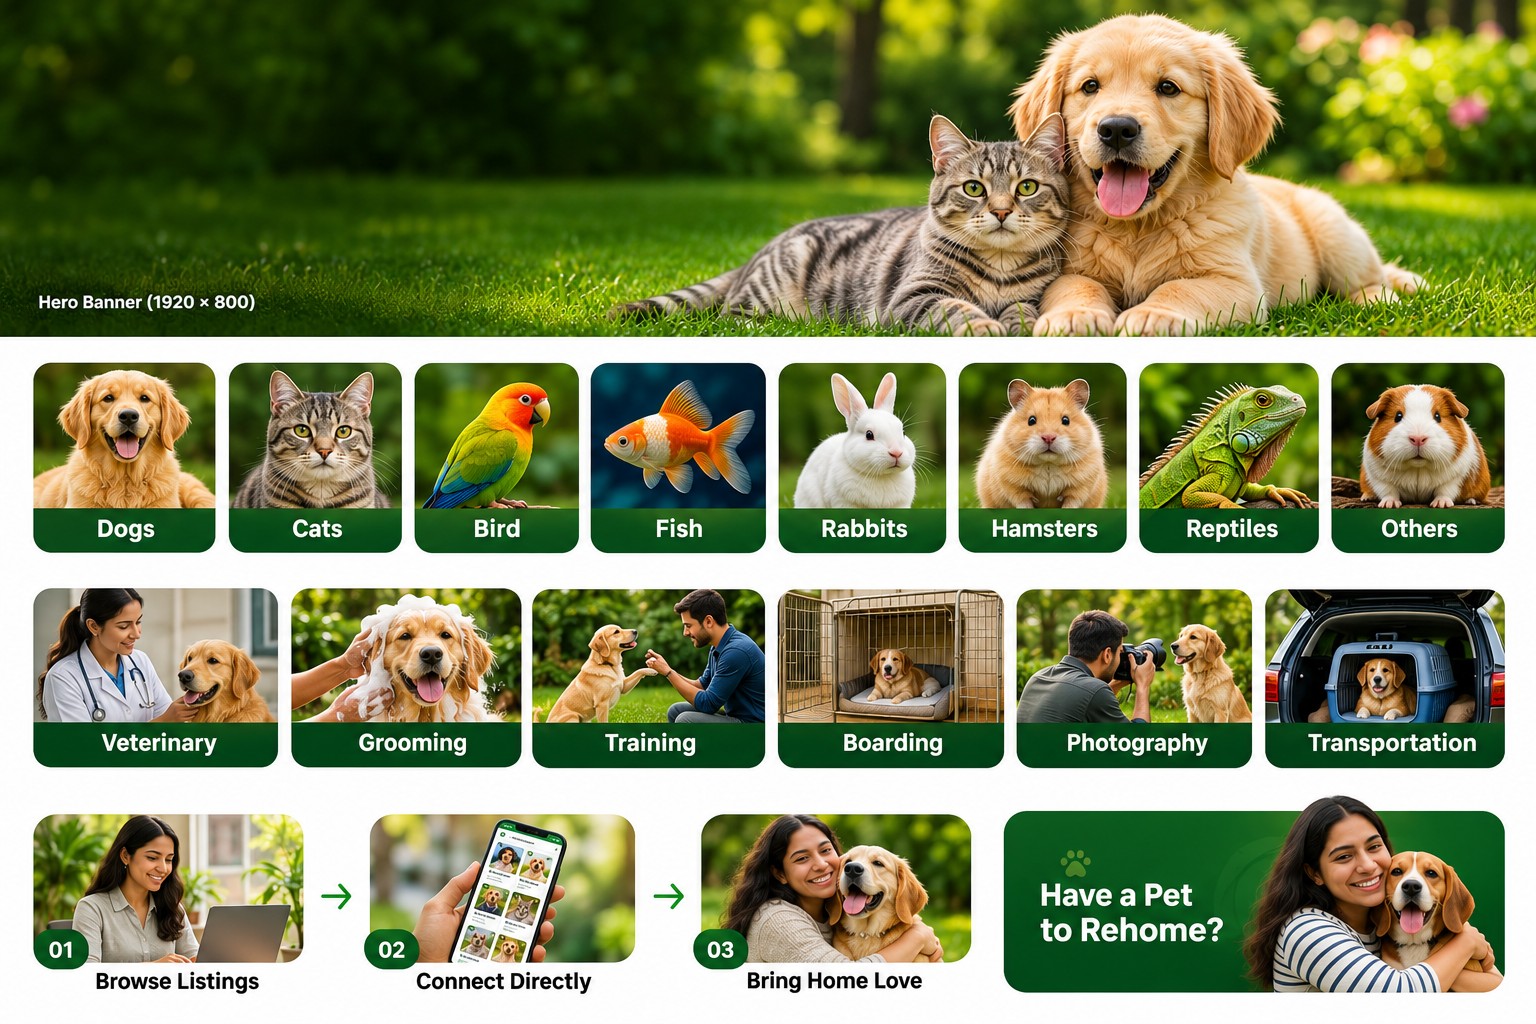 Hero Banner (1920 × 800)
Dogs
Cats
Bird
Fish
Rabbits
Hamsters
Reptiles
Others
Veterinary
Grooming
Training
Boarding
Photography
Transportation
01
Browse Listings
02
Connect Directly
03
Bring Home Love
Have a Pet
to Rehome?